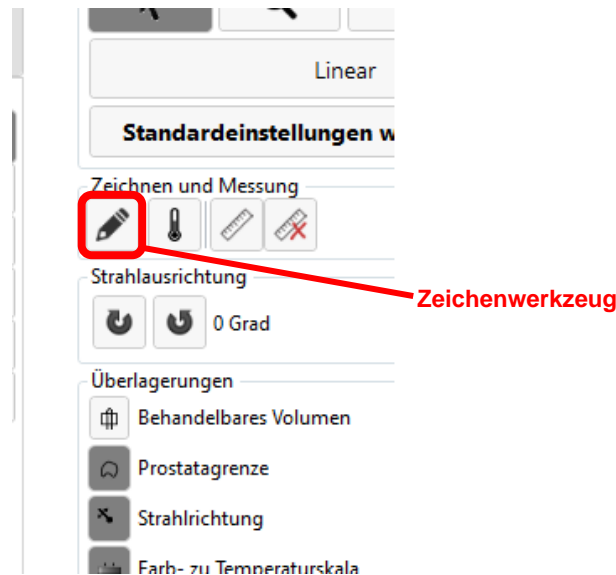 Linear
Standardeinstellungen w
Zeichnen und Messung
Strahlausrichtung
Zeichenwerkzeug
0 Grad
Überlagerungen
Behandelbares Volumen
Prostatagrenze
Strahlrichtung
Farb- zu Temperaturskala